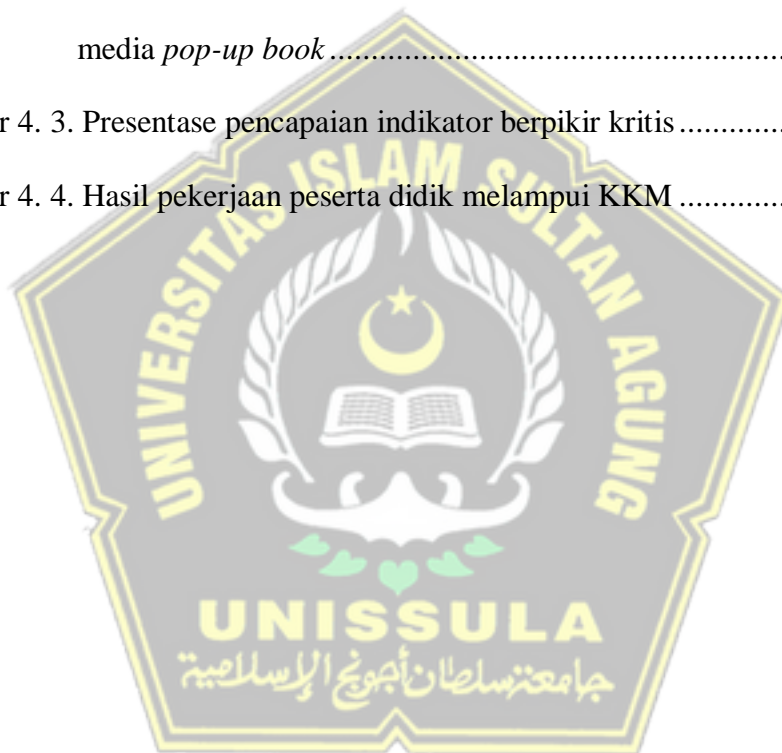 media pop-up book ................................................
r 4. 3. Presentase pencapaian indikator berpikir kritis .............
r 4. 4. Hasil pekerjaan peserta didik melampui KKM .............
UNIVERSITAS ISLAM SULTAN AGUNG
UNISSULA
جامعة سلطان أجونج الإسلامية